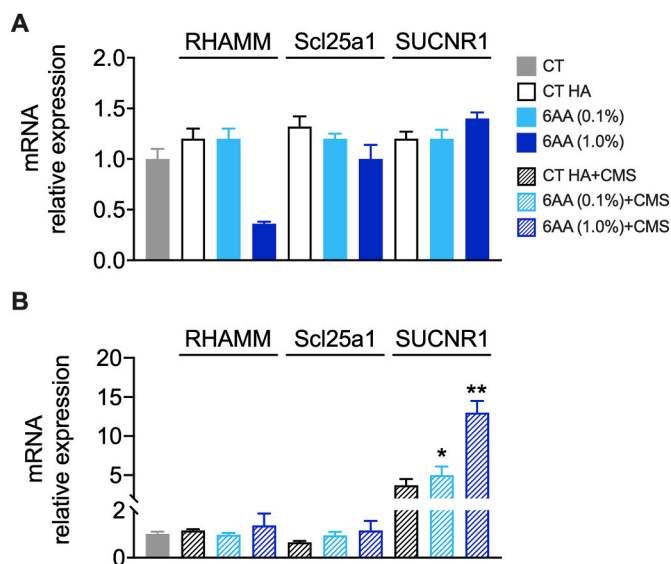 A
RHAMM Scl25a1 SUCNR1
mRNA
relative expression
2.0
1.5
1.0
0.5
0.0
CT
CT HA
6AA (0.1%)
6AA (1.0%)
CT HA+CMS
6AA (0.1%)+CMS
6AA (1.0%)+CMS
B
RHAMM Scl25a1 SUCNR1
mRNA
relative expression
20
15
10
5
2
0
*
**